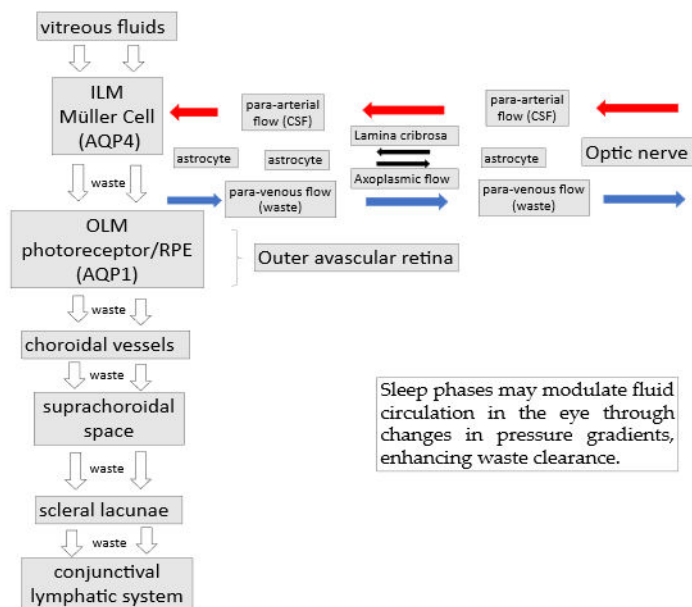 vitreous fluids
ILM
Müller Cell
(AQP4)
para-arterial
flow (CSF)
para-arterial
flow (CSF)
Lamina cribrosa
astrocyte
astrocyte
astrocyte
Optic nerve
Axoplasmic flow
waste
para-venous flow
(waste)
para-venous flow
(waste)
OLM
photoreceptor/RPE
(AQP1)
Outer avascular retina
waste
choroidal vessels
waste
suprachoroidal
space
Sleep phases may modulate fluid
circulation in the eye through
changes in pressure gradients,
enhancing waste clearance.
waste
scleral lacunae
waste
conjunctival
lymphatic system